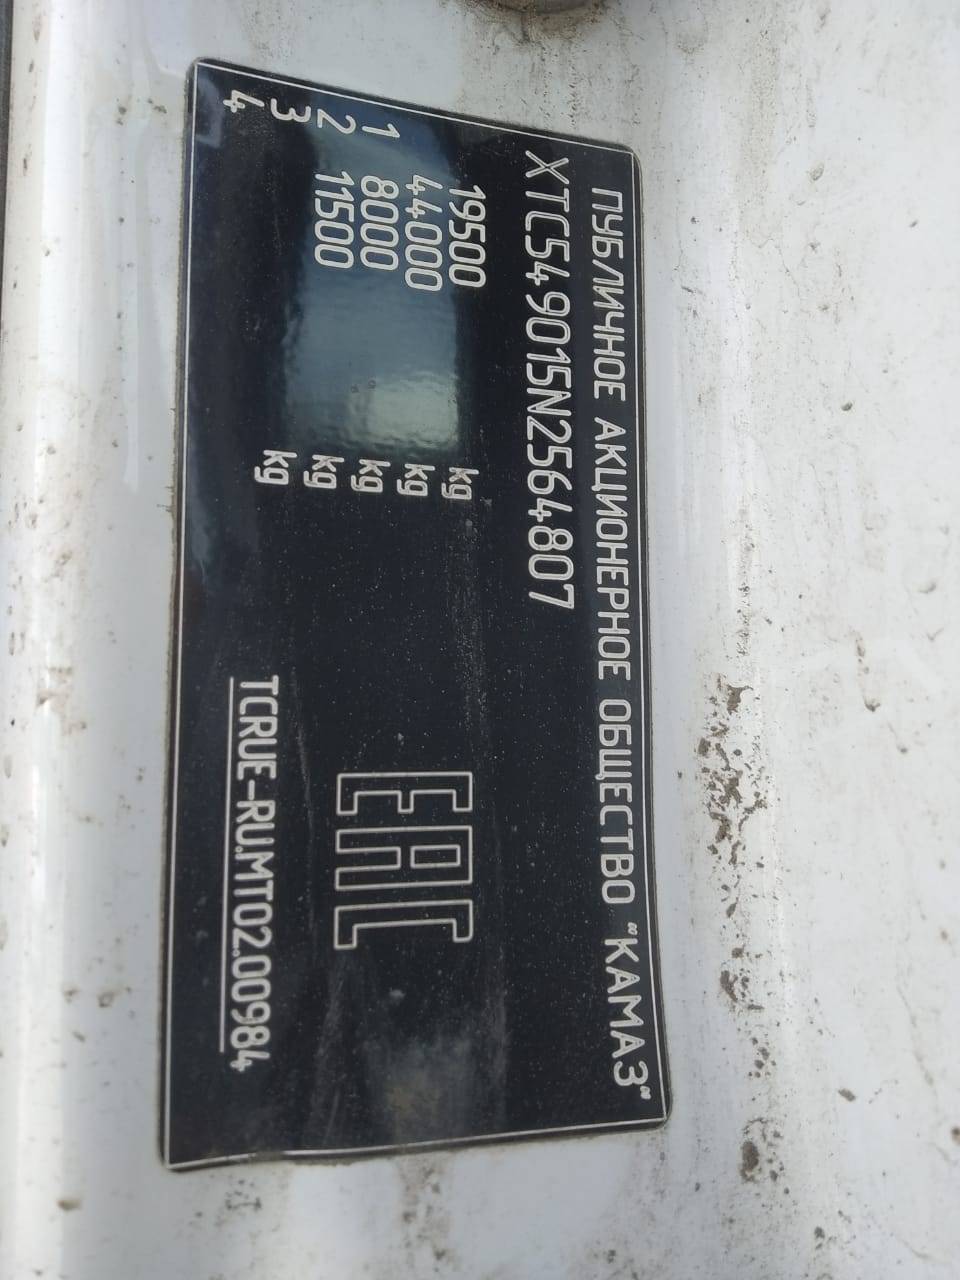 ПУБЛИЧНОЕ АКЦИОНЕРНОЕ ОБЩЕСТВО "КАМАЗ"
XTC549015N2564807
19500 kg
44000 kg
1 8000 kg
2 11500 kg
3 kg
4
EAC
TCRUE-RU.MT02.00984